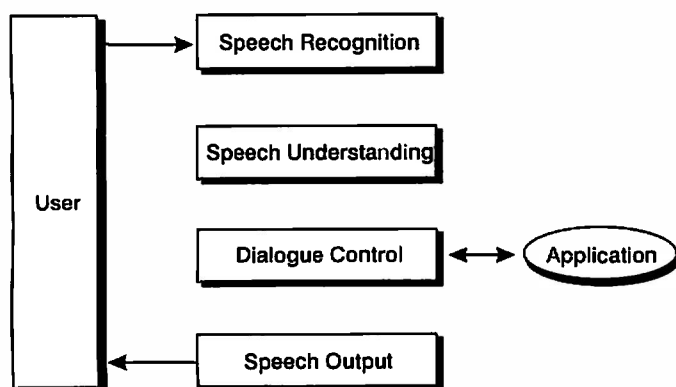 Speech Recognition
Speech Understanding
User
Dialogue Control
Application
Speech Output